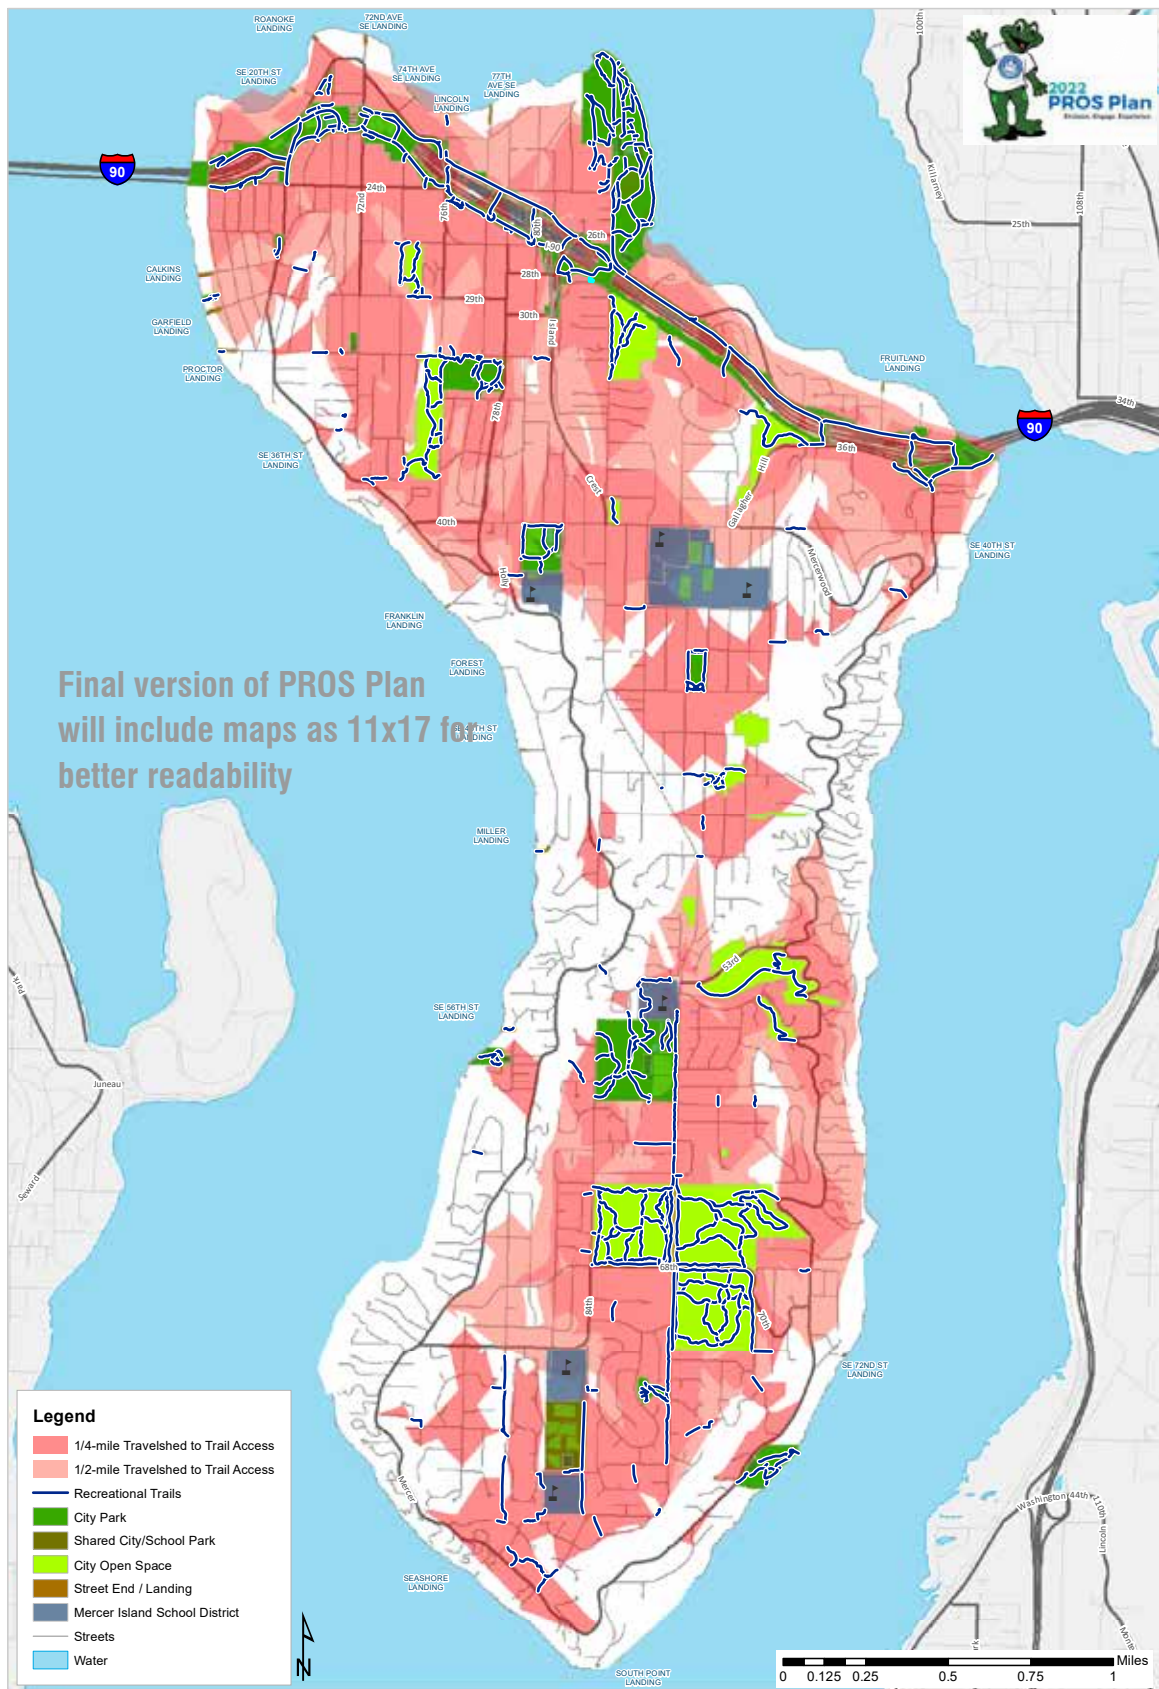 ROANOKE
LANDING
72ND AVE
SE LANDING
SE 20TH ST
LANDING
74TH AVE
SE LANDING
77TH
AVE SE
LANDING
LINCOLN
LANDING
2022
PROS Plan
100th
Killarney
108th
25th
34th
90
24th
72nd
76th
80th
I-90
26th
28th
29th
30th
Island
CALKINS
LANDING
GARFIELD
LANDING
PROCTOR
LANDING
78th
FRUITLAND
LANDING
90
36th
SE 36TH ST
LANDING
Crest
Gallagher
Hill
40th
Mercerwood
SE 40TH ST
LANDING
Holly
FRANKLIN
LANDING
FOREST
LANDING
Final version of PROS Plan
will include maps as 11x17 for
better readability
MILLER
LANDING
53rd
SE 56TH ST
LANDING
Park
Juneau
Seward
68th
84th
70th
SE 72ND ST
LANDING
Mercer
SEASHORE
LANDING
SOUTH POINT
LANDING
Washington
44th
110th
Lincoln
Legend
1/4-mile Travelshed to Trail Access
1/2-mile Travelshed to Trail Access
Recreational Trails
City Park
Shared City/School Park
City Open Space
Street End / Landing
Mercer Island School District
Streets
Water
N
Miles
0 0.125 0.25 0.5 0.75 1